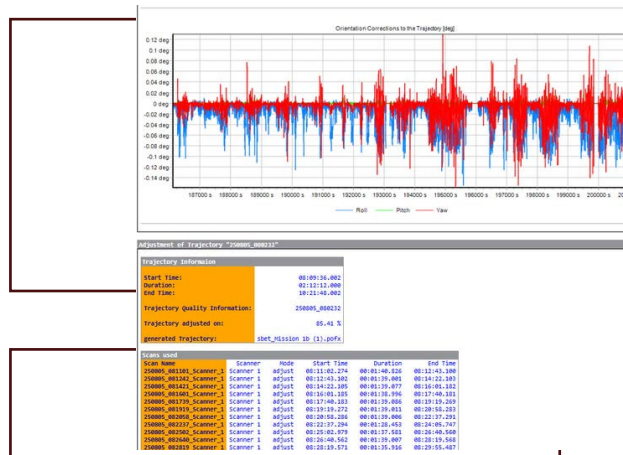 Orientation Corrections to the Trajectory [deg]
0.12 deg
0.1 deg
0.08 deg
0.06 deg
0.04 deg
0.02 deg
0 deg
-0.02 deg
-0.04 deg
-0.06 deg
-0.08 deg
-0.1 deg
-0.12 deg
-0.14 deg
187000 s 188000 s 189000 s 190000 s 191000 s 192000 s 193000 s 194000 s 195000 s 196000 s 197000 s 198000 s 199000 s 200000 s
Roll Pitch Yaw
Adjustment of Trajectory "250805_080232"
Trajectory Informaion
Start Time: 08:09:36.002
Duration: 02:12:12.000
End Time: 10:21:48.002
Trajectory Quality Information: 250805_080232
Trajectory adjusted on: 85.41 %
generated Trajectory: sbet_Mission 1b (1).pofx
Scans used
Scan Name Scanner Mode Start Time Duration End Time
250805_081101_Scanner_1 Scanner 1 adjust 08:11:02.274 00:01:40.826 08:12:43.100
250805_081242_Scanner_1 Scanner 1 adjust 08:12:43.102 00:01:39.001 08:14:22.103
250805_081421_Scanner_1 Scanner 1 adjust 08:14:22.105 00:01:39.077 08:16:01.182
250805_081601_Scanner_1 Scanner 1 adjust 08:16:01.185 00:01:38.996 08:17:40.181
250805_081739_Scanner_1 Scanner 1 adjust 08:17:40.183 00:01:39.086 08:19:19.269
250805_081919_Scanner_1 Scanner 1 adjust 08:19:19.272 00:01:39.011 08:20:58.283
250805_082058_Scanner_1 Scanner 1 adjust 08:20:58.286 00:01:39.006 08:22:37.291
250805_082237_Scanner_1 Scanner 1 adjust 08:22:37.294 00:01:28.453 08:24:05.747
250805_082502_Scanner_1 Scanner 1 adjust 08:25:02.979 00:01:37.581 08:26:40.560
250805_082640_Scanner_1 Scanner 1 adjust 08:26:40.562 00:01:39.007 08:28:19.568
250805_082819_Scanner_1 Scanner 1 adjust 08:28:19.571 00:01:35.916 08:29:55.487